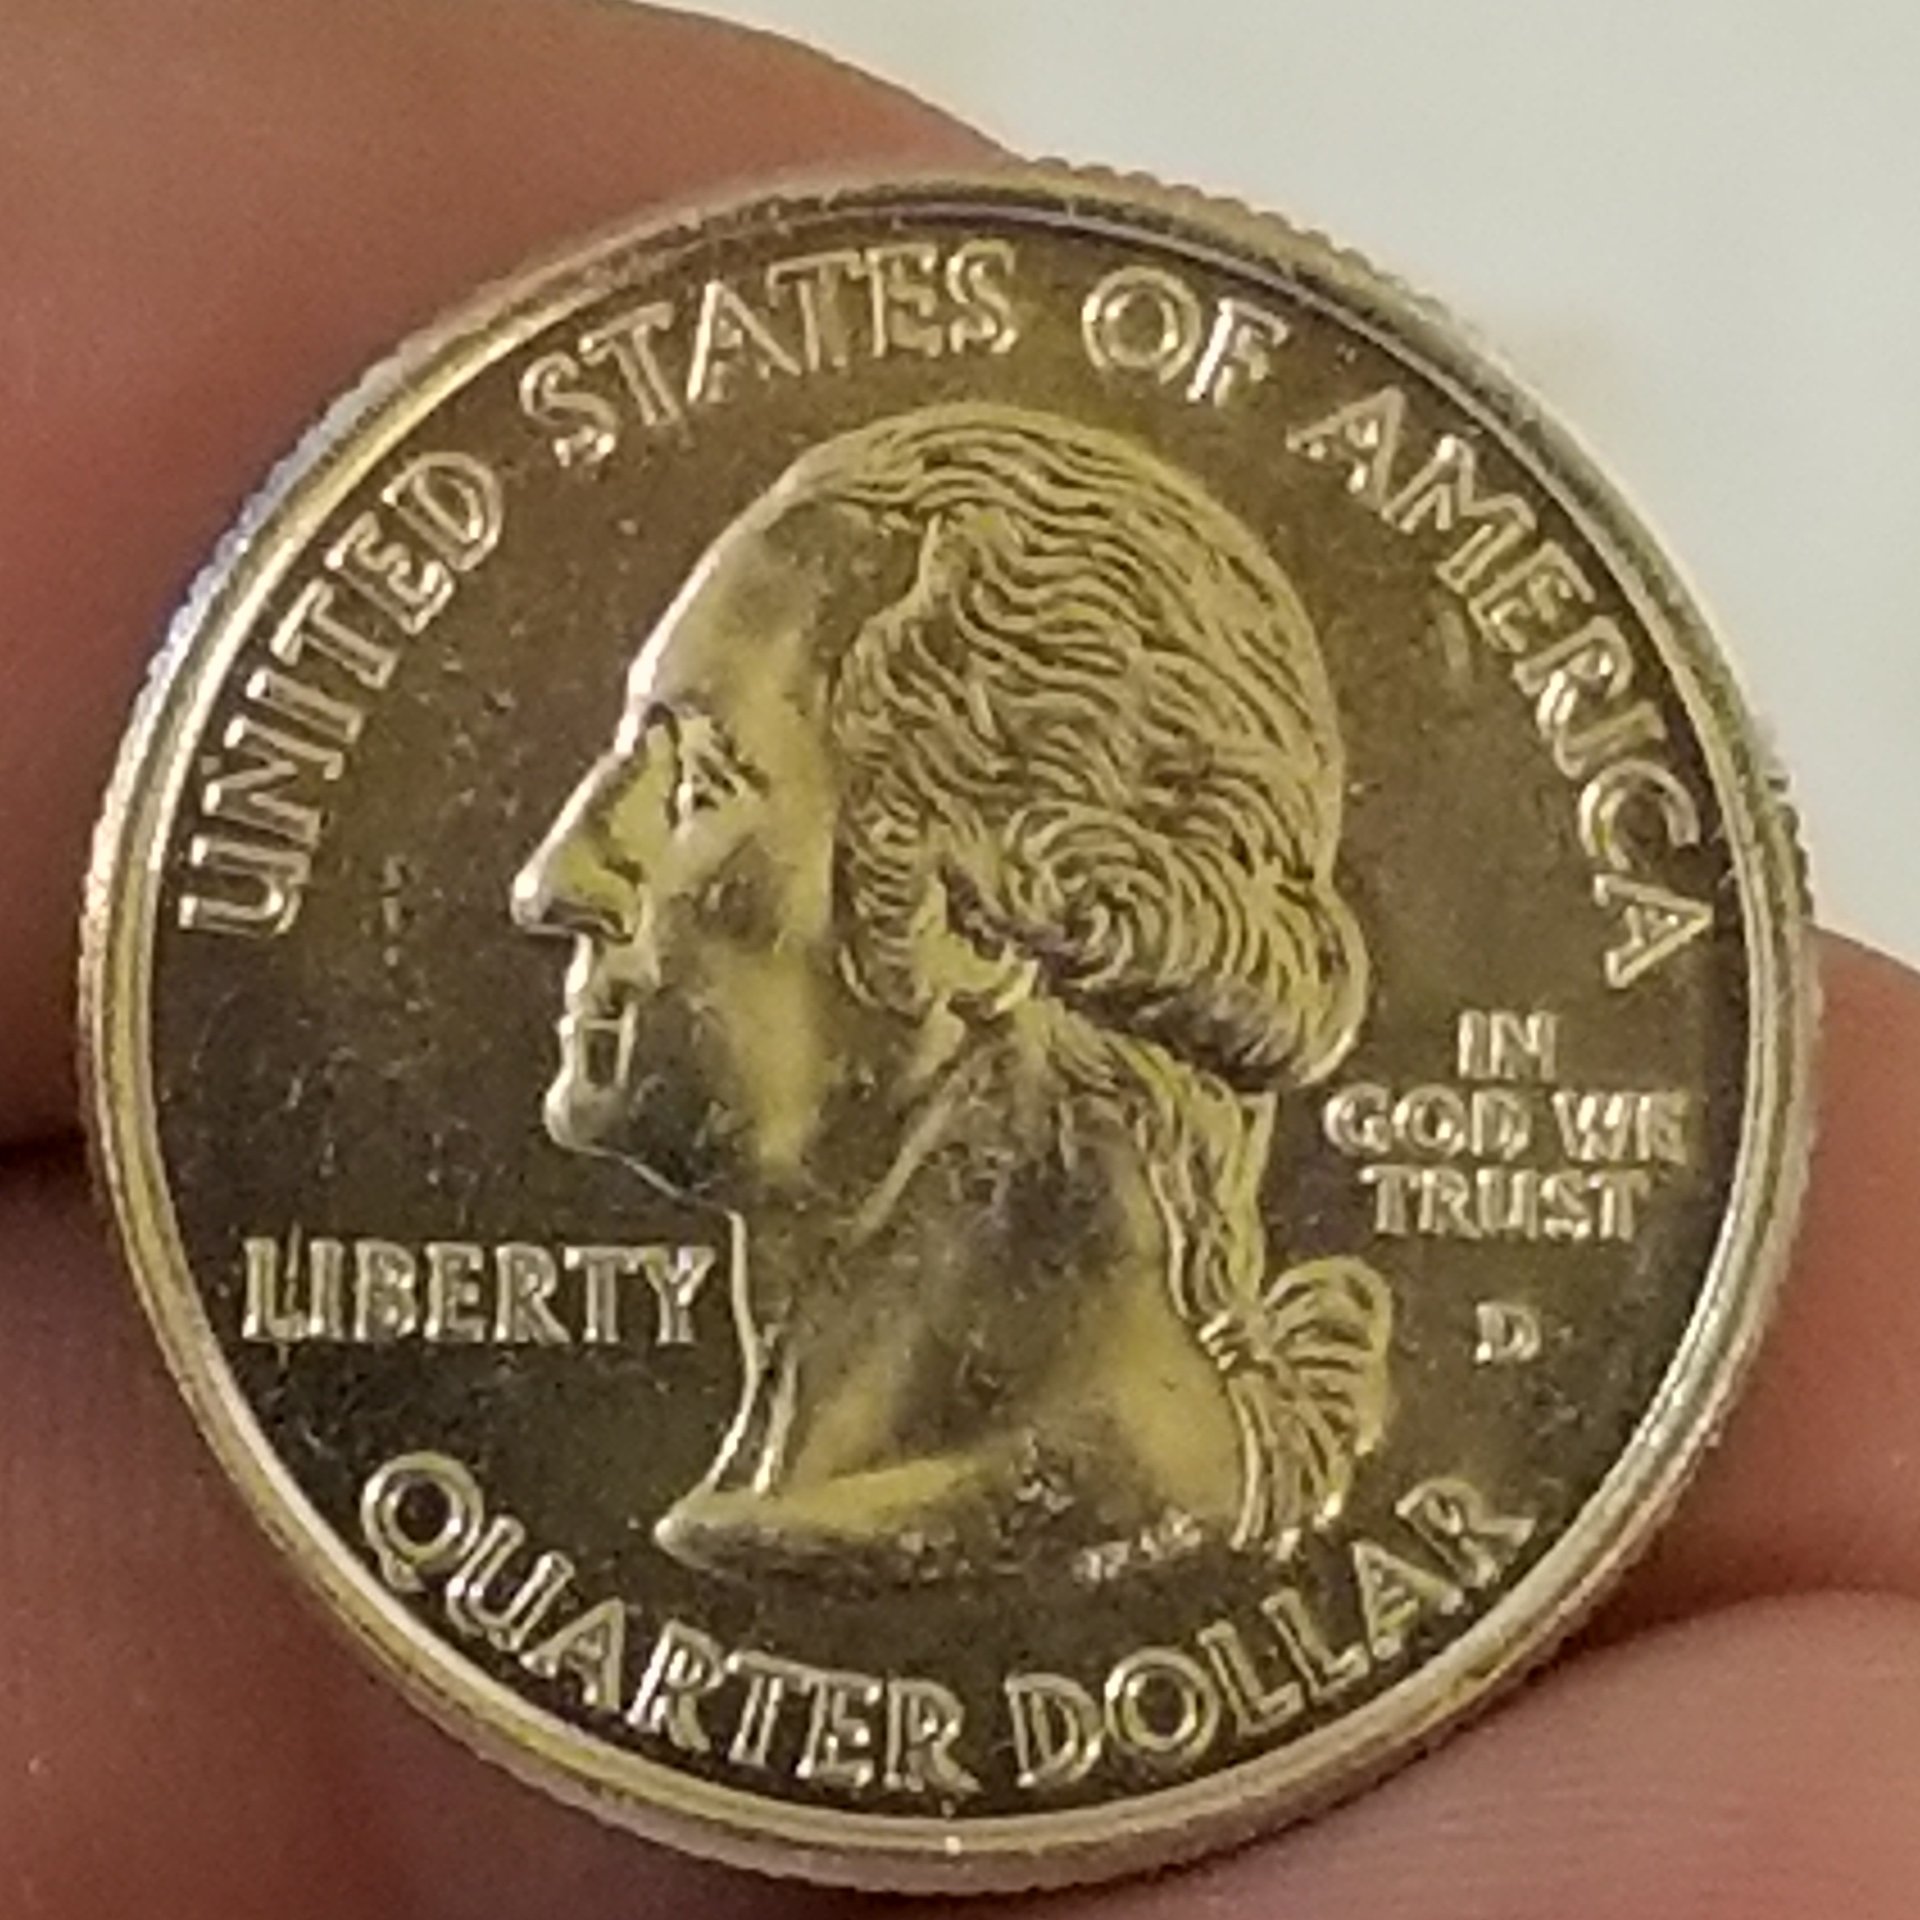 UNITED STATES OF AMERICA
LIBERTY
IN
GOD WE
TRUST
D
QUARTER DOLLAR